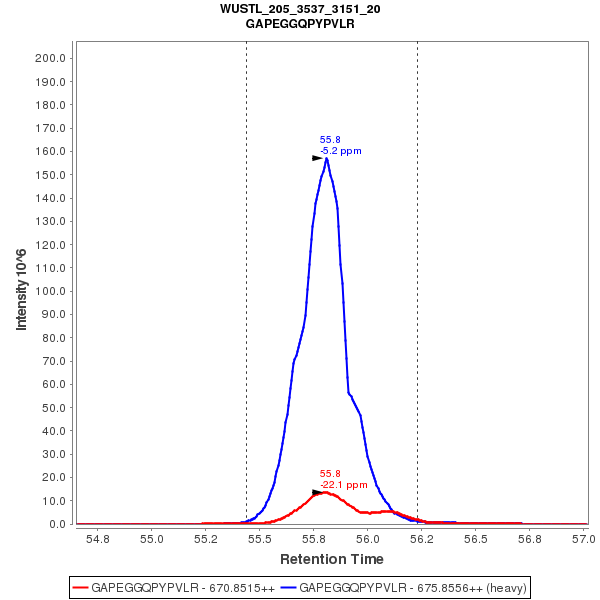 WUSTL_205_3537_3151_20
GAPEGGQPYPVLR
Intensity 10^6
200.0
190.0
180.0
170.0
160.0
150.0
140.0
130.0
120.0
110.0
100.0
90.0
80.0
70.0
60.0
50.0
40.0
30.0
20.0
10.0
0.0
55.8
-5.2 ppm
55.8
-22.1 ppm
54.8 55.0 55.2 55.5 55.8 56.0 56.2 56.5 56.8 57.0
Retention Time
GAPEGGQPYPVLR - 670.8515++ GAPEGGQPYPVLR - 675.8556++ (heavy)